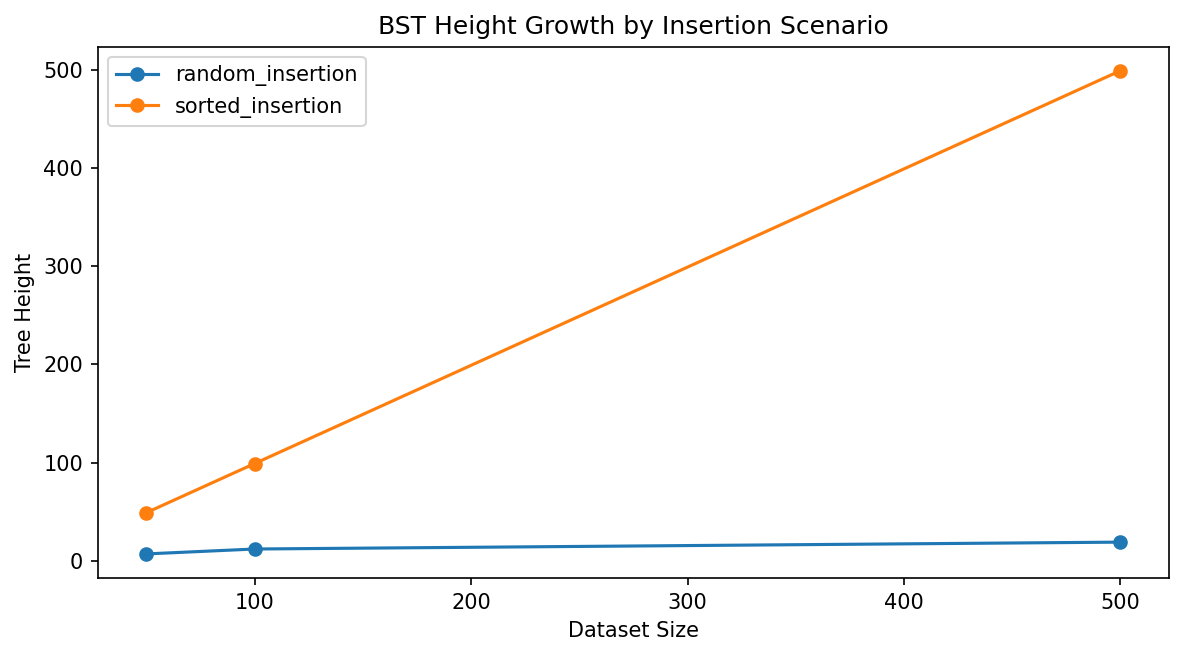 BST Height Growth by Insertion Scenario
random_insertion
sorted_insertion
Tree Height
500
400
300
200
100
0
100 200 300 400 500
Dataset Size